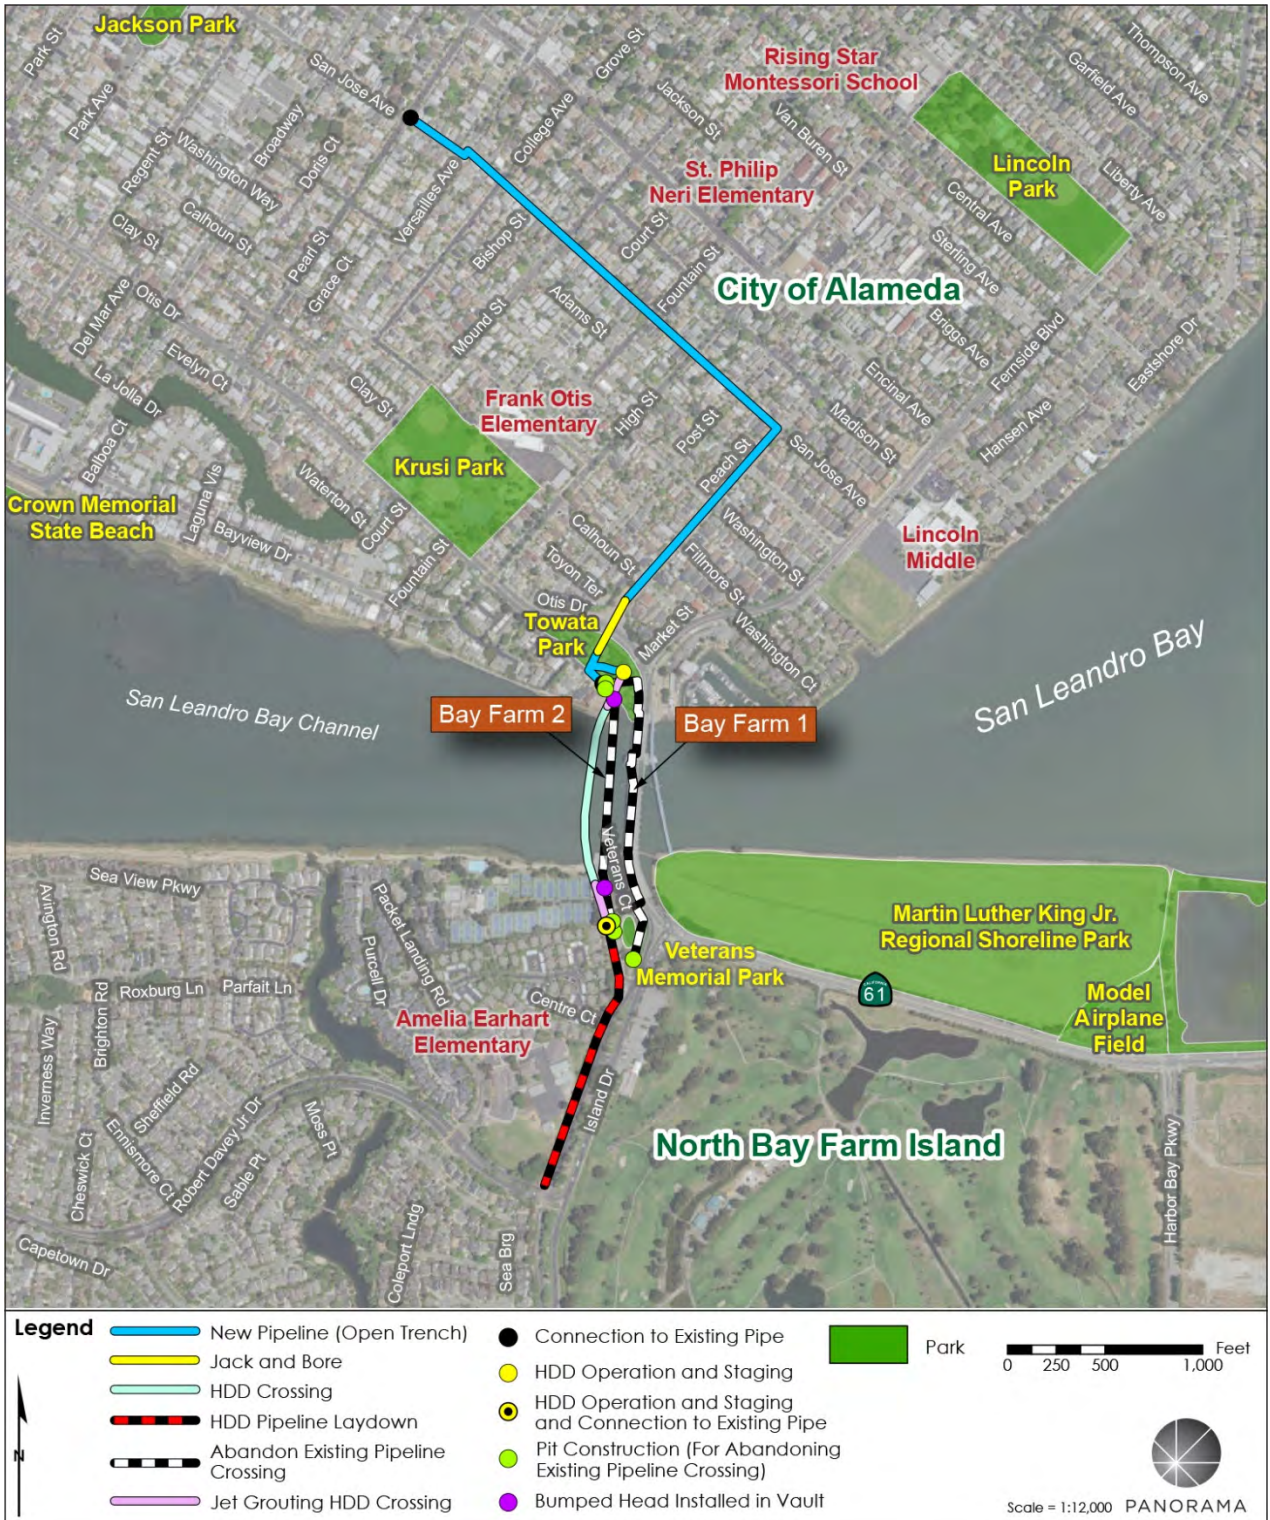 Jackson Park
Park St
San Jose Ave
Grove St
Rising Star
Montessori School
Thompson Ave
Garfield Ave
Park Ave
Broadway
Regent St
Washington Way
Doris Ct
College Ave
Jackson St
Van Buren St
St. Philip
Neri Elementary
Lincoln
Park
Liberty Ave
Central Ave
Sterling Ave
Clay St
Calhoun St
Pearl St
Versailles Ave
Bishop St
Court St
Fountain St
Grace Ct
City of Alameda
Del Mar Ave
Otis Dr
Mound St
Adams St
Briggs Ave
Fernside Blvd
Eastshore Dr
Evelyn Ct
La Jolla Dr
Clay St
Frank Otis
Elementary
High St
Post St
Encinal Ave
Madison St
Hansen Ave
Balboa Ct
Krusi Park
Peach St
San Jose Ave
Crown Memorial
State Beach
Laguna Vis
Bayview Dr
Waterton St
Court St
Fountain St
Calhoun St
Toyon Ter
Otis Dr
Washington St
Fillmore St
Lincoln
Middle
Towata
Park
Market St
Washington Ct
San Leandro Bay Channel
Bay Farm 2
Bay Farm 1
San Leandro Bay
Veterans Ct
Sea View Pkwy
Avington Rd
Packet Landing Rd
Purcell Dr
Martin Luther King Jr.
Regional Shoreline Park
Veterans
Memorial Park
61
Model
Airplane
Field
Roxburg Ln
Parfait Ln
Brighton Rd
Inverness Way
Centre Ct
Amelia Earhart
Elementary
Island Dr
Sheffield Rd
Moss Pt
Ennismore Ct
Robert Davey Jr Dr
Cheswick Ct
Sable Pt
North Bay Farm Island
Harbor Bay Pkwy
Capetown Dr
Coleport Lndg
Sea Brg
Legend
New Pipeline (Open Trench)
Jack and Bore
HDD Crossing
HDD Pipeline Laydown
Abandon Existing Pipeline
Crossing
Jet Grouting HDD Crossing
N
Connection to Existing Pipe
HDD Operation and Staging
HDD Operation and Staging
and Connection to Existing Pipe
Pit Construction (For Abandoning
Existing Pipeline Crossing)
Bumped Head Installed in Vault
Park
Feet
0 250 500 1,000
Scale = 1:12,000 PANORAMA